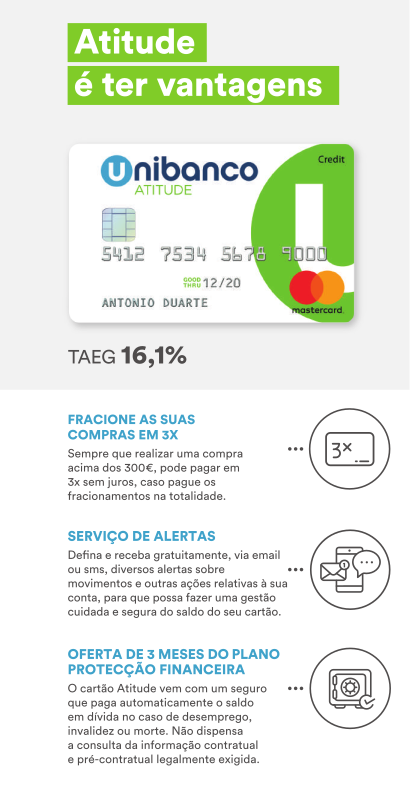 Atitude
é ter vantagens
Unibanco
ATITUDE
Credit
5412 7534 5678 9000
GOOD THRU 12/20
ANTONIO DUARTE
mastercard.
TAEG 16,1%
FRACIONE AS SUAS
COMPRAS EM 3X
Sempre que realizar uma compra
acima dos 300€, pode pagar em
3x sem juros, caso pague os
fracionamentos na totalidade.
3x
SERVIÇO DE ALERTAS
Defina e receba gratuitamente, via email
ou sms, diversos alertas sobre
movimentos e outras ações relativas à sua
conta, para que possa fazer uma gestão
cuidada e segura do saldo do seu cartão.
1
OFERTA DE 3 MESES DO PLANO
PROTECÇÃO FINANCEIRA
O cartão Atitude vem com um seguro
que paga automaticamente o saldo
em dívida no caso de desemprego,
invalidez ou morte. Não dispensa
a consulta da informação contratual
e pré-contratual legalmente exigida.